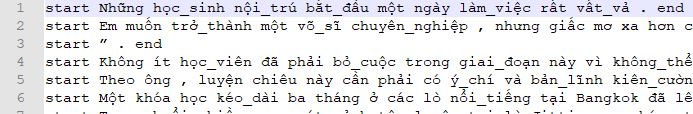 1 start Những học_sinh nội_trú bắt_đầu một ngày làm_việc rất vất_vả . end
2 start Em muốn trở_thành một võ_sĩ chuyên_nghiệp , nhưng giấc mơ xa hơn c
3 start ” . end
4 start Không ít học_viên đã phải bỏ_cuộc trong giai_đoạn này vì không_thể
5 start Theo ông , luyện chiêu này cần phải có ý_chí và bản_lĩnh kiên_cườn
6 start Một khóa học kéo_dài ba tháng ở các lò nổi_tiếng tại Bangkok đã lê